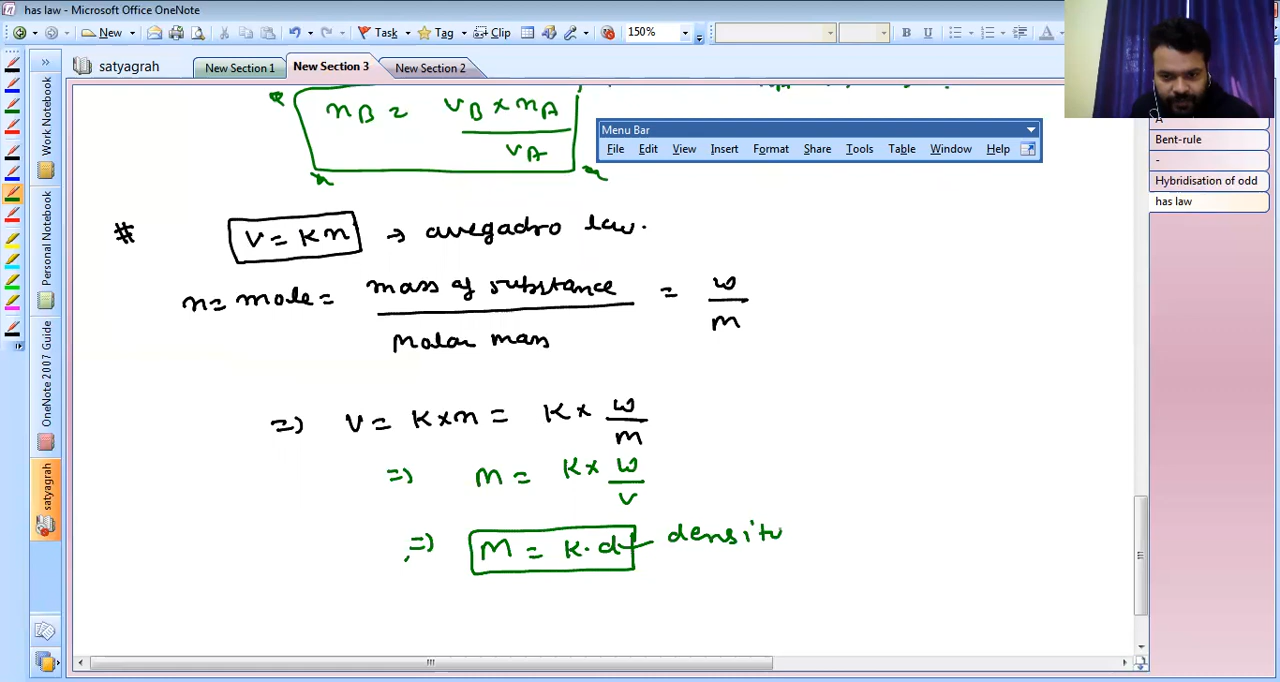 has law - Microsoft Office OneNote
New Task Tag Clip 150% B U A
satyagrah New Section 1 New Section 3 New Section 2
Work Notebook
Personal Notebook
OneNote 2007 Guide
satyagrah
Menu Bar
File Edit View Insert Format Share Tools Table Window Help
A
Bent-rule
-
Hybridisation of odd
has law
nB = VB × nA
VA
# V = Kn → avegadro law.
n = mole = mass of substance = w
Molar mass m
=) V = K×n = K× w
m
=) M = K× w
V
=) M = K·d density